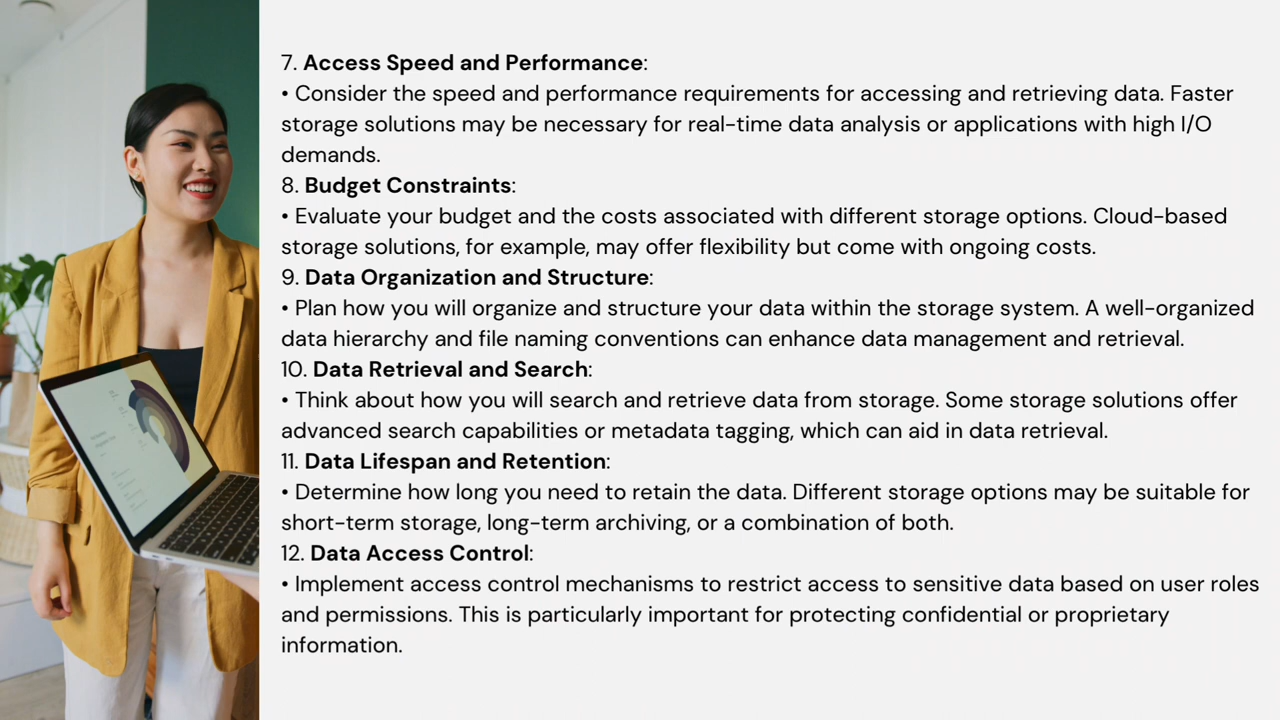 7. Access Speed and Performance:
• Consider the speed and performance requirements for accessing and retrieving data. Faster
storage solutions may be necessary for real-time data analysis or applications with high I/O
demands.
8. Budget Constraints:
• Evaluate your budget and the costs associated with different storage options. Cloud-based
storage solutions, for example, may offer flexibility but come with ongoing costs.
9. Data Organization and Structure:
• Plan how you will organize and structure your data within the storage system. A well-organized
data hierarchy and file naming conventions can enhance data management and retrieval.
10. Data Retrieval and Search:
• Think about how you will search and retrieve data from storage. Some storage solutions offer
advanced search capabilities or metadata tagging, which can aid in data retrieval.
11. Data Lifespan and Retention:
• Determine how long you need to retain the data. Different storage options may be suitable for
short-term storage, long-term archiving, or a combination of both.
12. Data Access Control:
• Implement access control mechanisms to restrict access to sensitive data based on user roles
and permissions. This is particularly important for protecting confidential or proprietary
information.